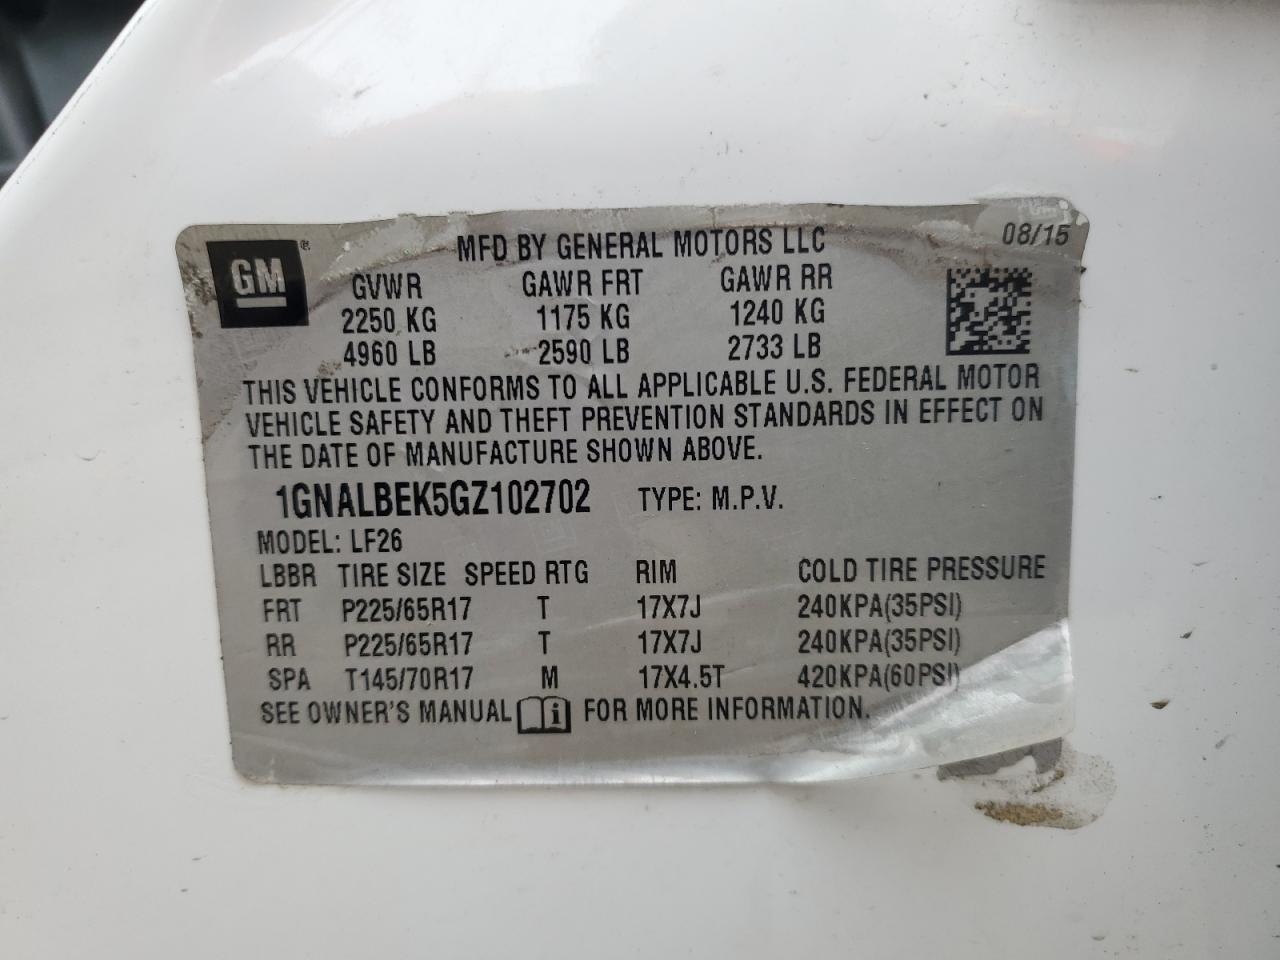 MFD BY GENERAL MOTORS LLC 08/15
GM ®
GVWR GAWR FRT GAWR RR
2250 KG 1175 KG 1240 KG
4960 LB 2590 LB 2733 LB
THIS VEHICLE CONFORMS TO ALL APPLICABLE U.S. FEDERAL MOTOR
VEHICLE SAFETY AND THEFT PREVENTION STANDARDS IN EFFECT ON
THE DATE OF MANUFACTURE SHOWN ABOVE.
1GNALBEK5GZ102702 TYPE: M.P.V.
MODEL: LF26
LBBR TIRE SIZE SPEED RTG RIM COLD TIRE PRESSURE
FRT P225/65R17 T 17X7J 240KPA(35PSI)
RR P225/65R17 T 17X7J 240KPA(35PSI)
SPA T145/70R17 M 17X4.5T 420KPA(60PSI)
SEE OWNER'S MANUAL i FOR MORE INFORMATION.